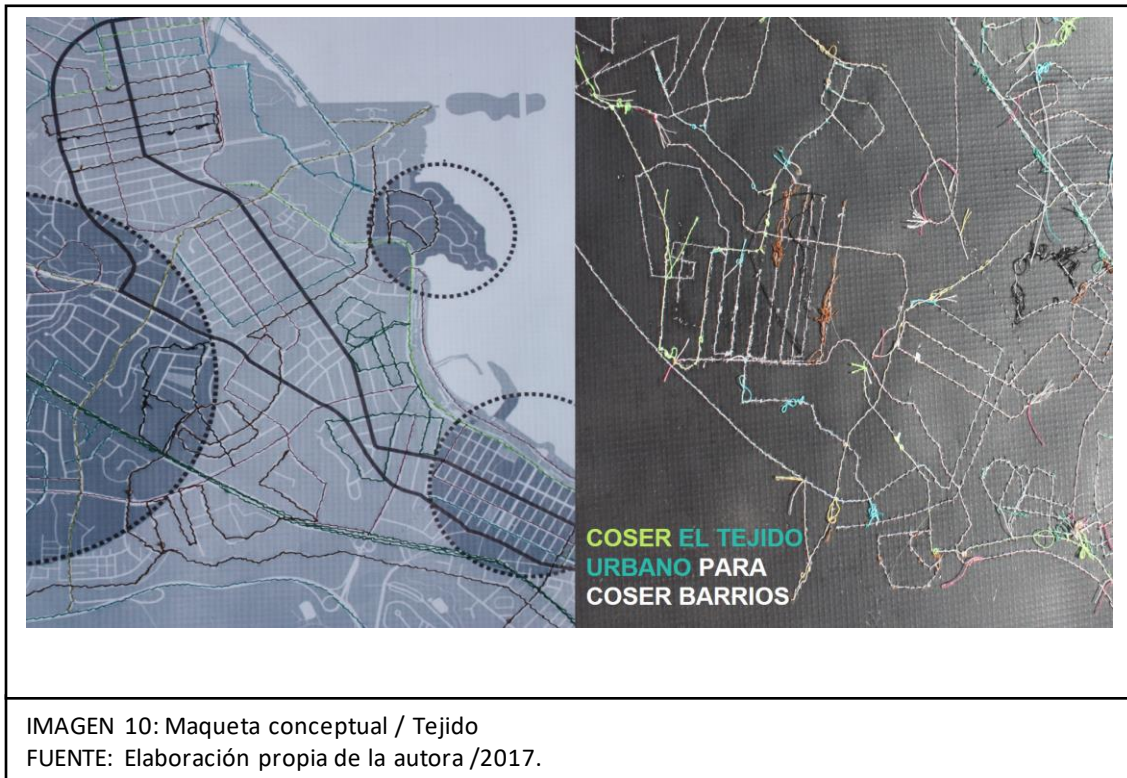 COSER EL TEJIDO
URBANO PARA
COSER BARRIOS
IMAGEN 10: Maqueta conceptual / Tejido
FUENTE: Elaboración propia de la autora /2017.